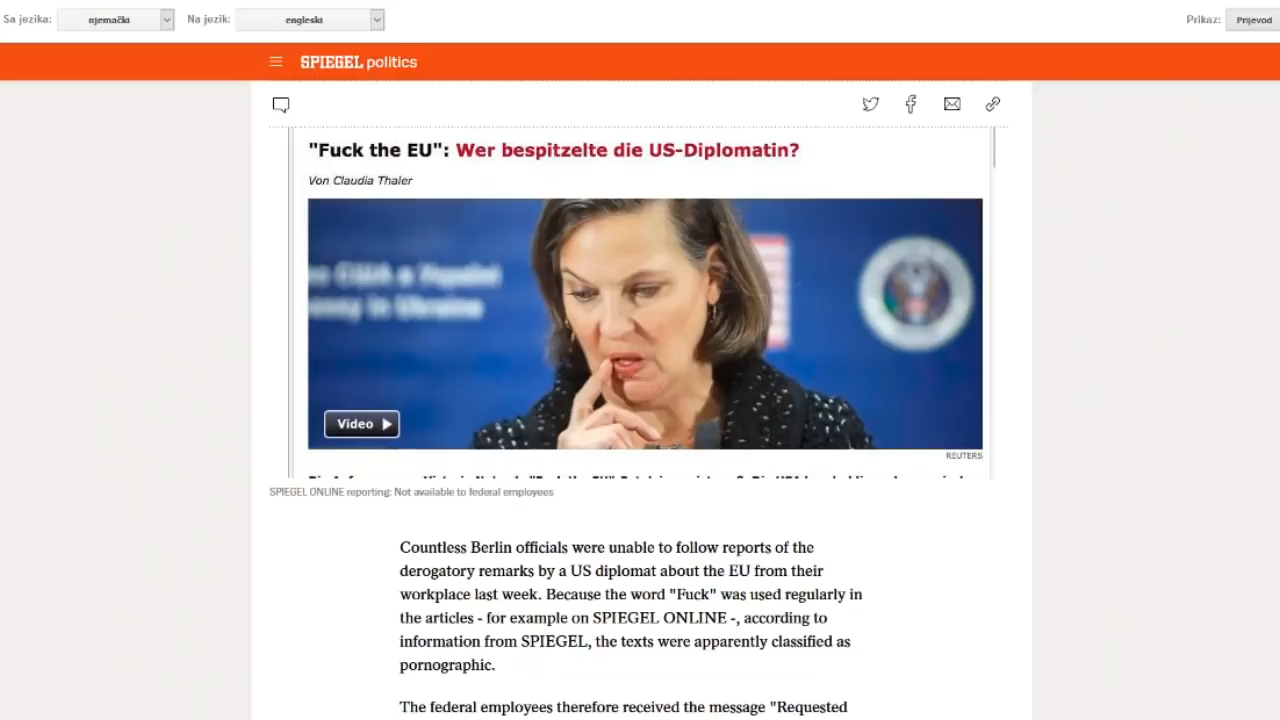 Sa jezika: njemački Na jezik: engleski Prikaz: Prijevod
SPIEGEL politics
"Fuck the EU": Wer bespitzelte die US-Diplomatin?
Von Claudia Thaler
Video
REUTERS
SPIEGEL ONLINE reporting: Not available to federal employees
Countless Berlin officials were unable to follow reports of the
derogatory remarks by a US diplomat about the EU from their
workplace last week. Because the word "Fuck" was used regularly in
the articles - for example on SPIEGEL ONLINE -, according to
information from SPIEGEL, the texts were apparently classified as
pornographic.
The federal employees therefore received the message "Requested